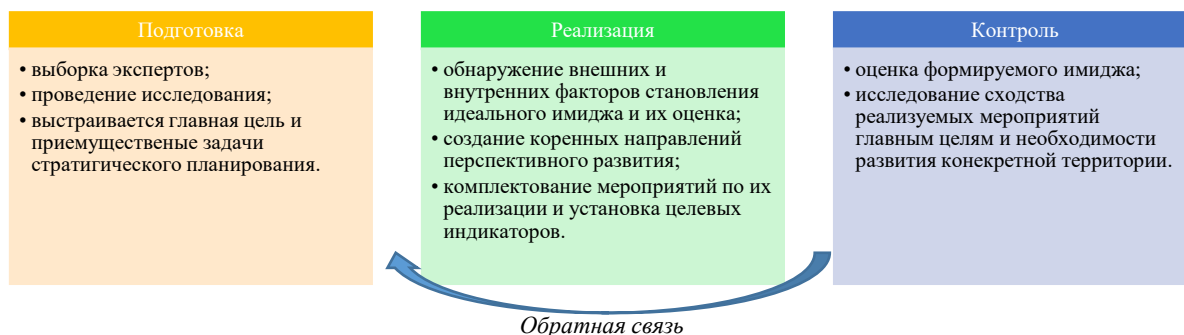 Подготовка
• выборка экспертов;
• проведение исследования;
• выстраивается главная цель и
приемущественые задачи
стратигического планирования.
Реализация
• обнаружение внешних и
внутренних факторов становления
идеального имиджа и их оценка;
• создание коренных направлений
перспективного развития;
• комплектование мероприятий по их
реализации и установка целевых
индикаторов.
Контроль
• оценка формируемого имиджа;
• исследование сходства
реализуемых мероприятий
главным целям и необходимости
развития конекретной территории.
Обратная связь